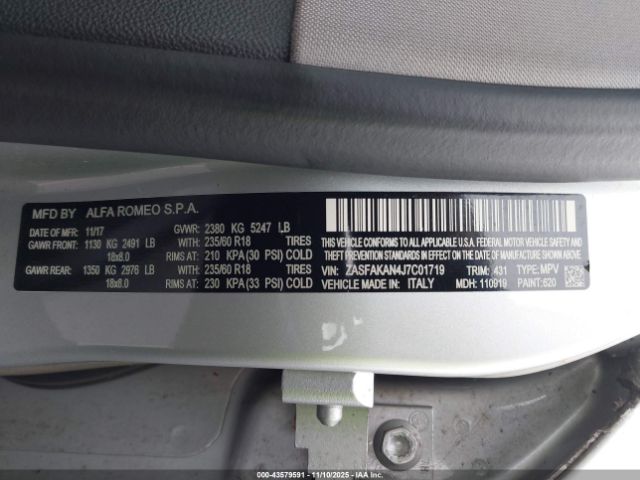 MFD BY ALFA ROMEO S.P.A.
DATE OF MFR: 11/17 GVWR: 2380 KG 5247 LB
GAWR FRONT: 1130 KG 2491 LB WITH: 235/60 R18 TIRES
18x8.0 RIMS AT: 210 KPA (30 PSI) COLD
GAWR REAR: 1350 KG 2976 LB WITH: 235/60 R18 TIRES
18x8.0 RIMS AT: 230 KPA (33 PSI) COLD
THIS VEHICLE CONFORMS TO ALL APPLICABLE U.S.A. FEDERAL MOTOR VEHICLE SAFETY, BUMPER AND
THEFT PREVENTION STANDARDS IN EFFECT ON THE DATE OF MANUFACTURE SHOWN ABOVE.
VIN: ZASFAKAN4J7C01719 TRIM: 431 TYPE: MPV
VEHICLE MADE IN: ITALY MDH: 110919 PAINT: 620
000-43579591 - 11/10/2025 - IAAI.com